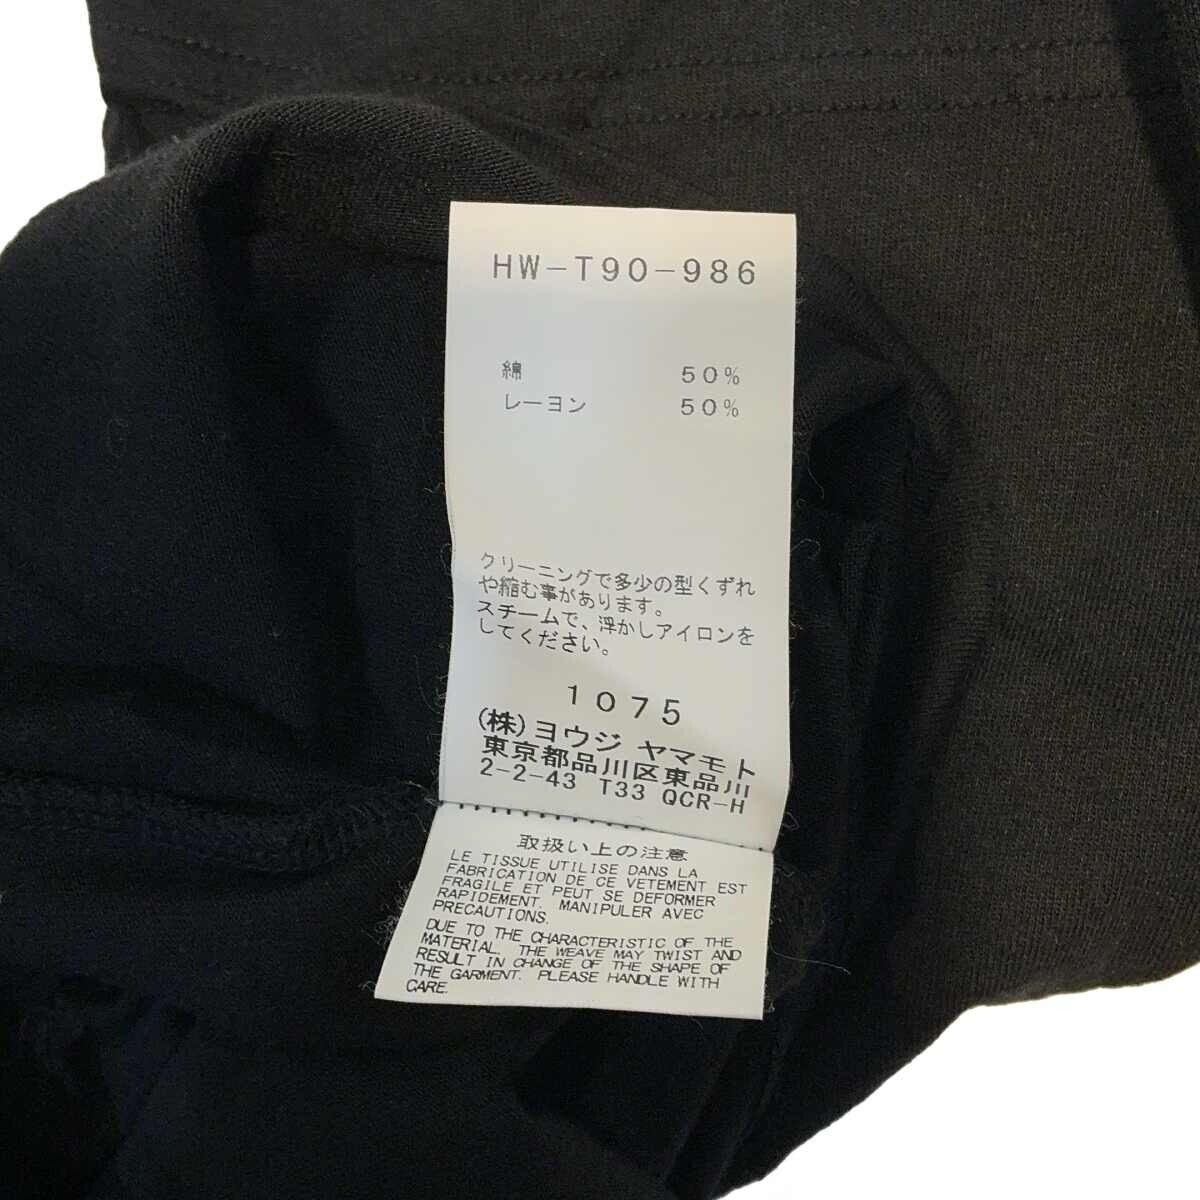 HW-T90-986
綿 50%
レーヨン 50%
クリーニングで多少の型くずれ
や縮む事があります。
スチームで、浮かしアイロンを
してください。
1075
(株)ヨウジ ヤマモト
東京都品川区東品川
2-2-43 T33 QCR-H
取扱い上の注意
LE TISSUE UTILISE DANS LA
FABRICATION DE CE VETEMENT EST
FRAGILE ET PEUT SE DEFORMER
RAPIDEMENT. MANIPULER AVEC
PRECAUTIONS.
DUE TO THE CHARACTERISTIC OF THE
MATERIAL. THE WEAVE MAY TWIST AND
RESULT IN CHANGE OF THE SHAPE OF
THE GARMENT. PLEASE HANDLE WITH
CARE.